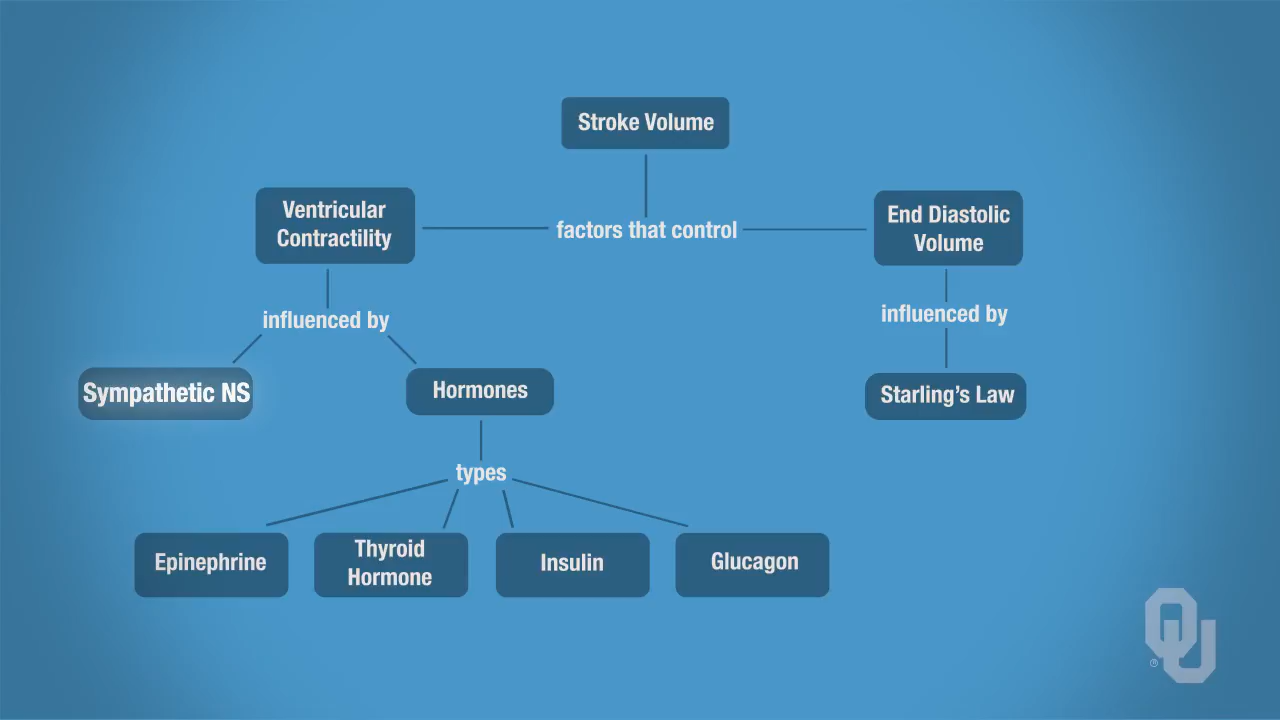 Stroke Volume
Ventricular
Contractility
factors that control
End Diastolic
Volume
influenced by
influenced by
Sympathetic NS
Hormones
Starling's Law
types
Epinephrine
Thyroid
Hormone
Insulin
Glucagon
OU
®